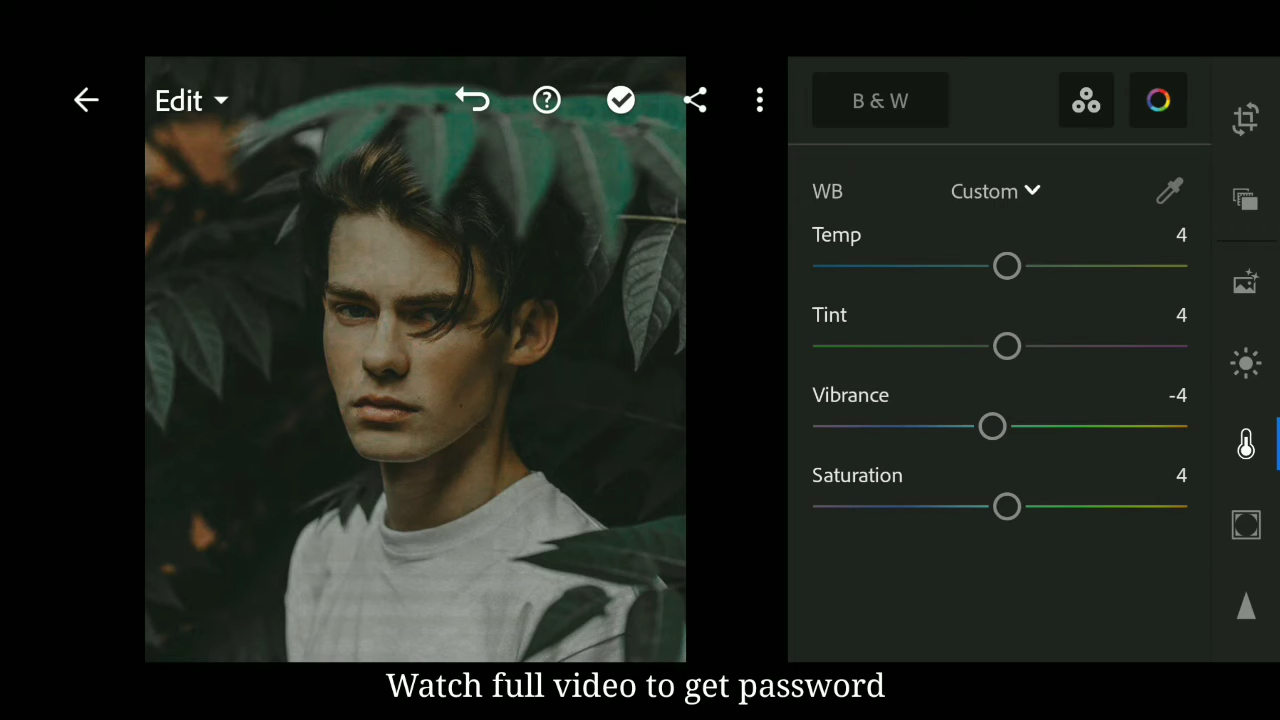 Edit
B & W
WB Custom
Temp 4
Tint 4
Vibrance -4
Saturation 4
Watch full video to get password